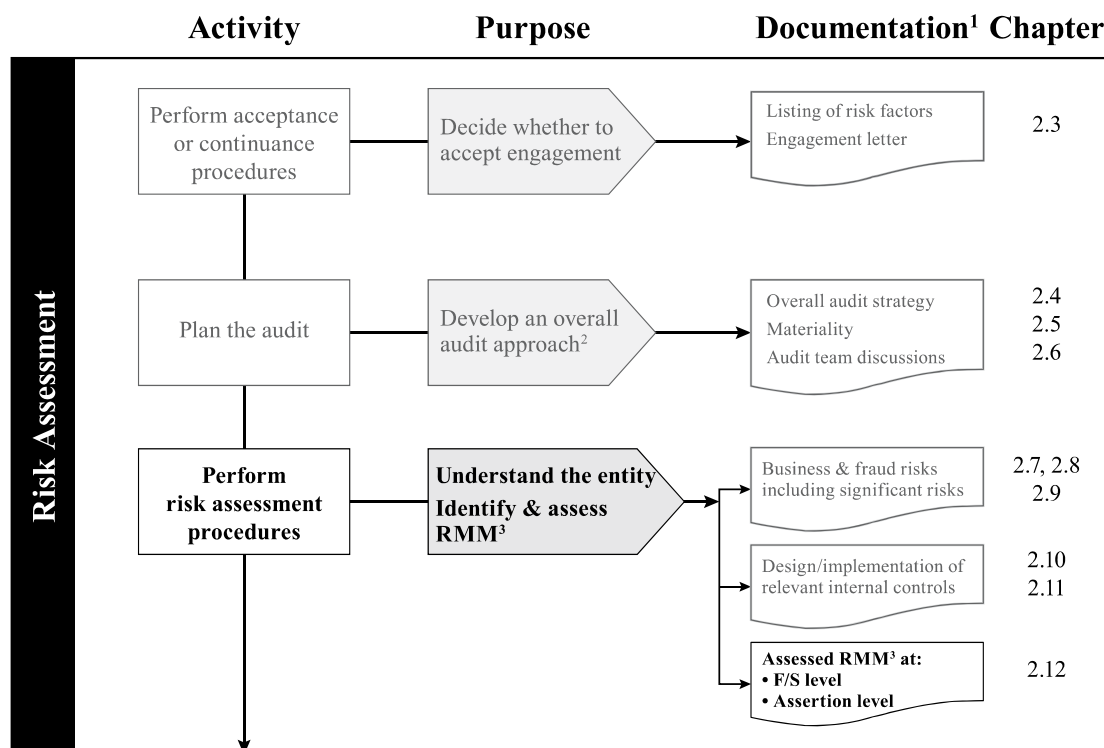 Activity
Purpose
Documentation¹
Chapter
Risk Assessment
Perform acceptance
or continuance
procedures
Decide whether to
accept engagement
Listing of risk factors
Engagement letter
2.3
Plan the audit
Develop an overall
audit approach²
Overall audit strategy
Materiality
Audit team discussions
2.4
2.5
2.6
Perform
risk assessment
procedures
Understand the entity
Identify & assess
RMM³
Business & fraud risks
including significant risks
2.7, 2.8
2.9
Design/implementation of
relevant internal controls
2.10
2.11
Assessed RMM³ at:
• F/S level
• Assertion level
2.12